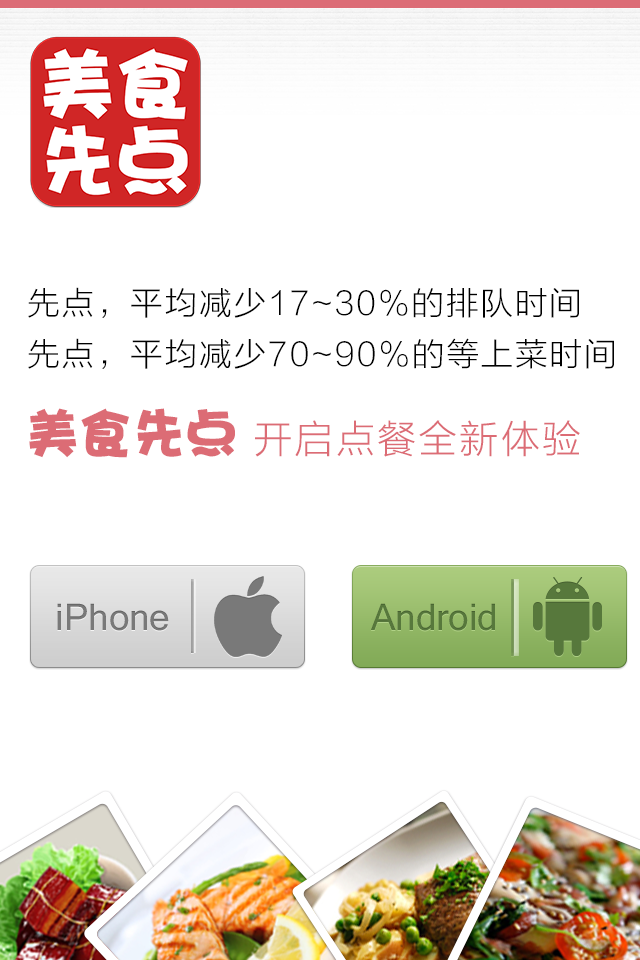 美食
先点
先点，平均减少17~30%的排队时间
先点，平均减少70~90%的等上菜时间
美食先点 开启点餐全新体验
iPhone
Android